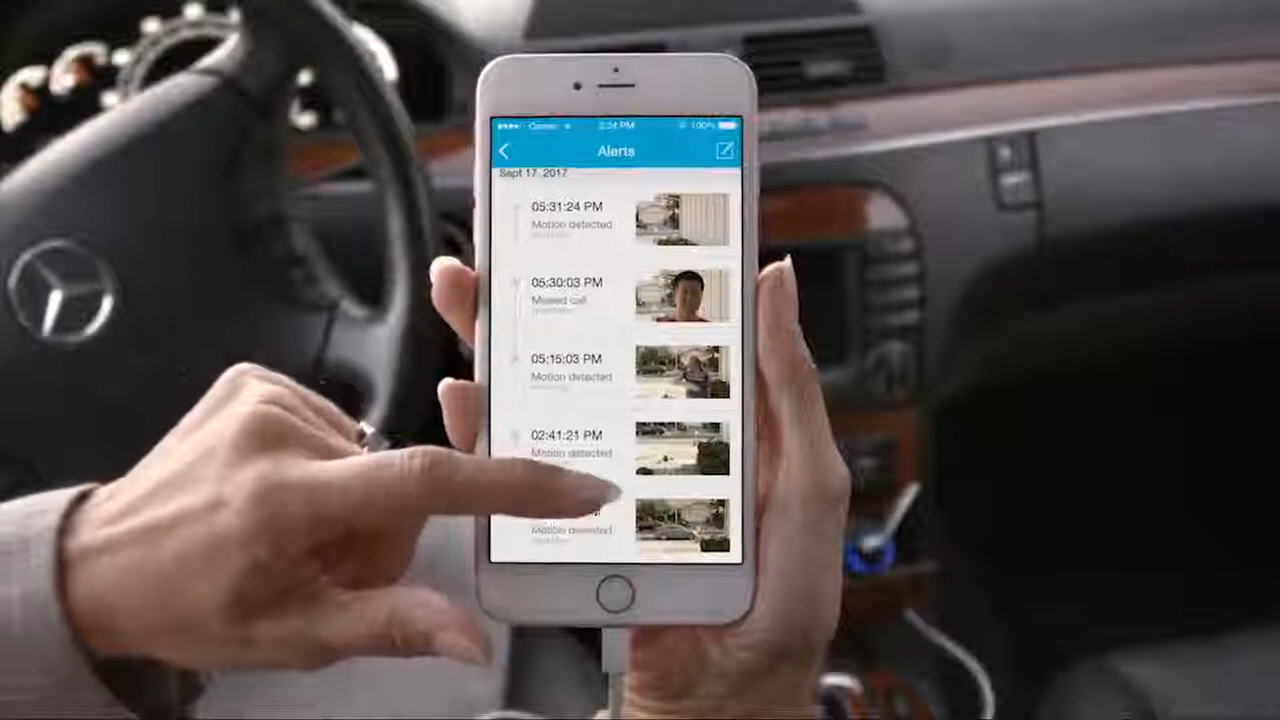 Carrier 2:24 PM 100%
Alerts
Sept 17, 2017
05:31:24 PM
Motion detected
05:30:03 PM
Missed call
05:15:03 PM
Motion detected
02:41:21 PM
Motion detected
Motion detected